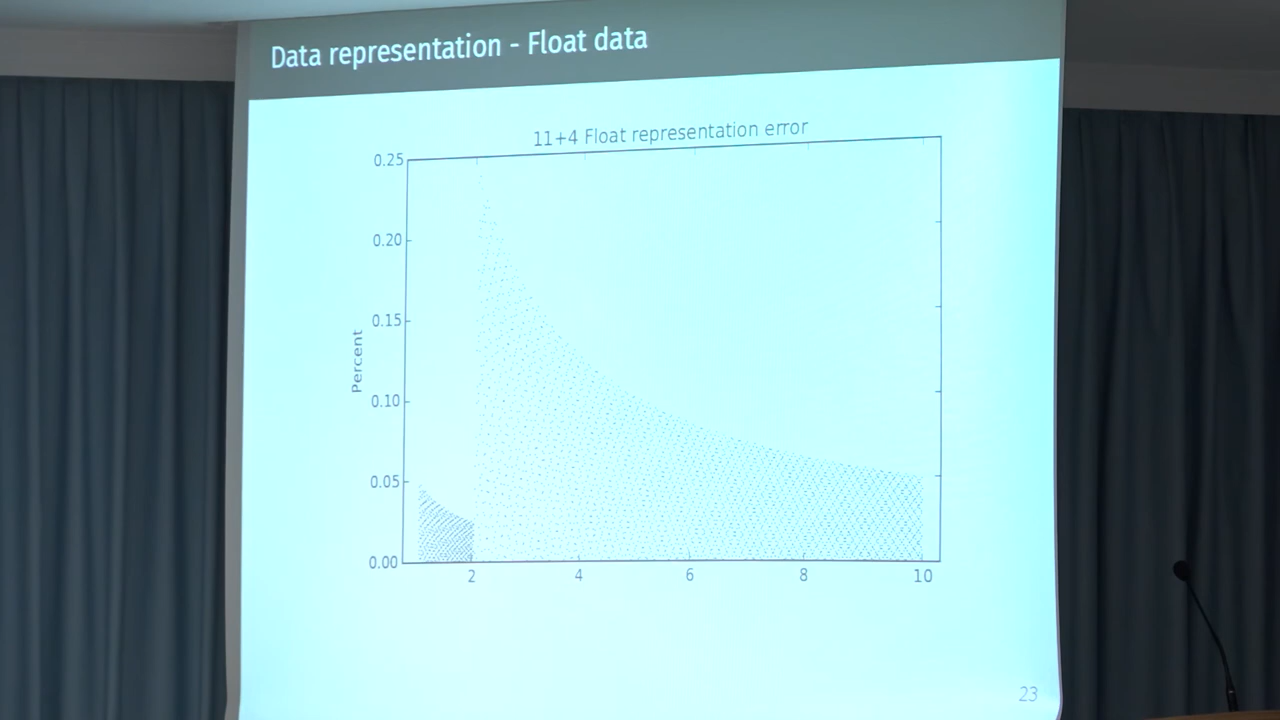 Data representation - Float data
11+4 Float representation error
0.25
0.20
0.15
0.10
0.05
0.00
Percent
2 4 6 8 10
23